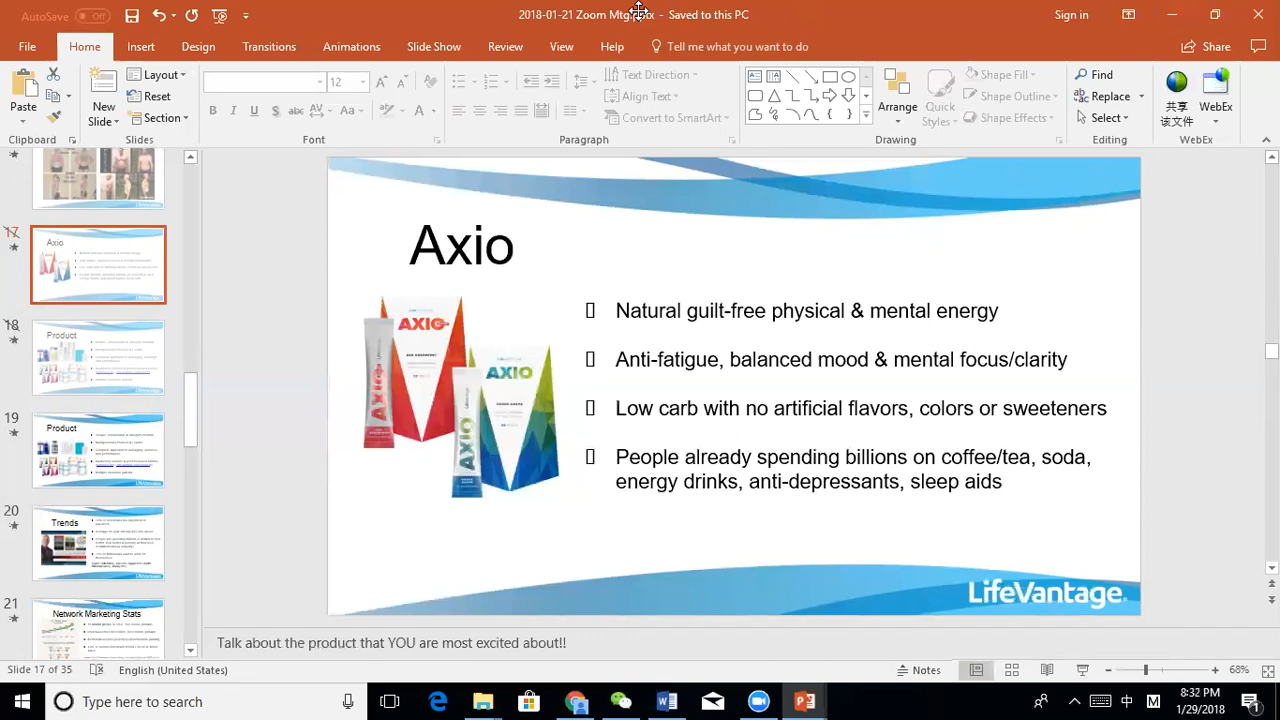 AutoSave Off
2018-01-21 Zoom Mtg.pptx - Saved to this PC
Sign in
File Home Insert Design Transitions Animations Slide Show Review View Help Tell me what you want to do Share
Paste
New Slide
Layout
Reset
Section
12
Text Direction
Align Text
Convert to SmartArt
Arrange
Quick Styles
Shape Fill
Shape Outline
Shape Effects
Find
Replace
Select
共享
该文件
WebEx
Clipboard Slides Font Paragraph Drawing Editing WebEx
17
Axio
18
Product
19
Product
20
Trends
21
Network Marketing Stats
Axio
AXIO
AXIO
Natural guilt-free physical & mental energy
Anti-fatigue, balanced mood & mental focus/clarity
Low carb with no artificial flavors, colors or sweeteners
People already spending billions on coffee/tea, soda,
energy drinks, anti-depressants, sleep aids
LifeVantage
Talk about the product that YOU are most excited about!!
Slide 17 of 35 English (United States) Notes 68%
Type here to search
中
8:32 PM
1/29/2018